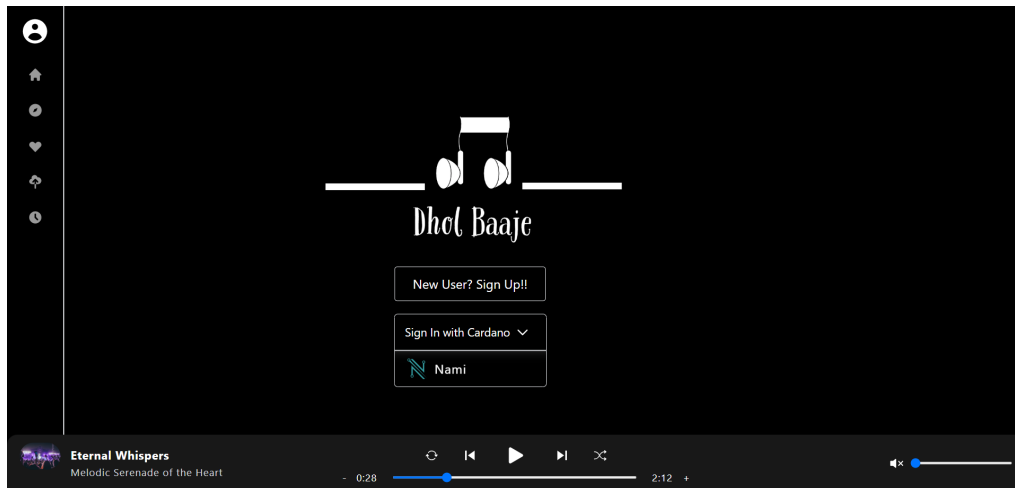 Dhol Baaje
New User? Sign Up!!
Sign In with Cardano
Nami
Eternal Whispers
Melodic Serenade of the Heart
- 0:28
2:12 +